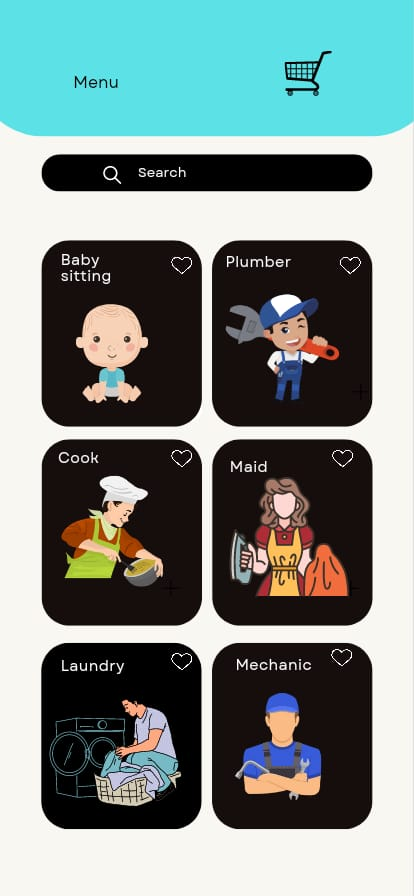 Menu
Search
Baby
sitting
Plumber
Cook
Maid
Laundry
Mechanic